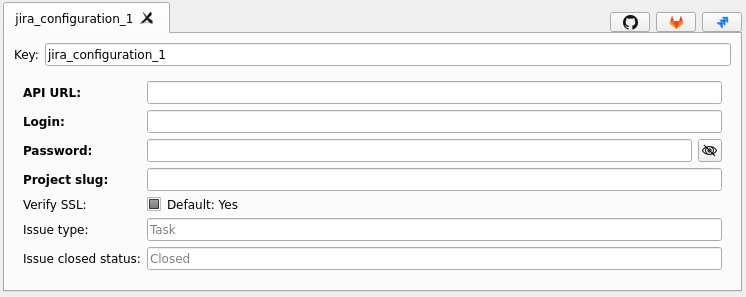 jira_configuration_1
Key: jira_configuration_1
API URL:
Login:
Password:
Project slug:
Verify SSL: Default: Yes
Issue type: Task
Issue closed status: Closed